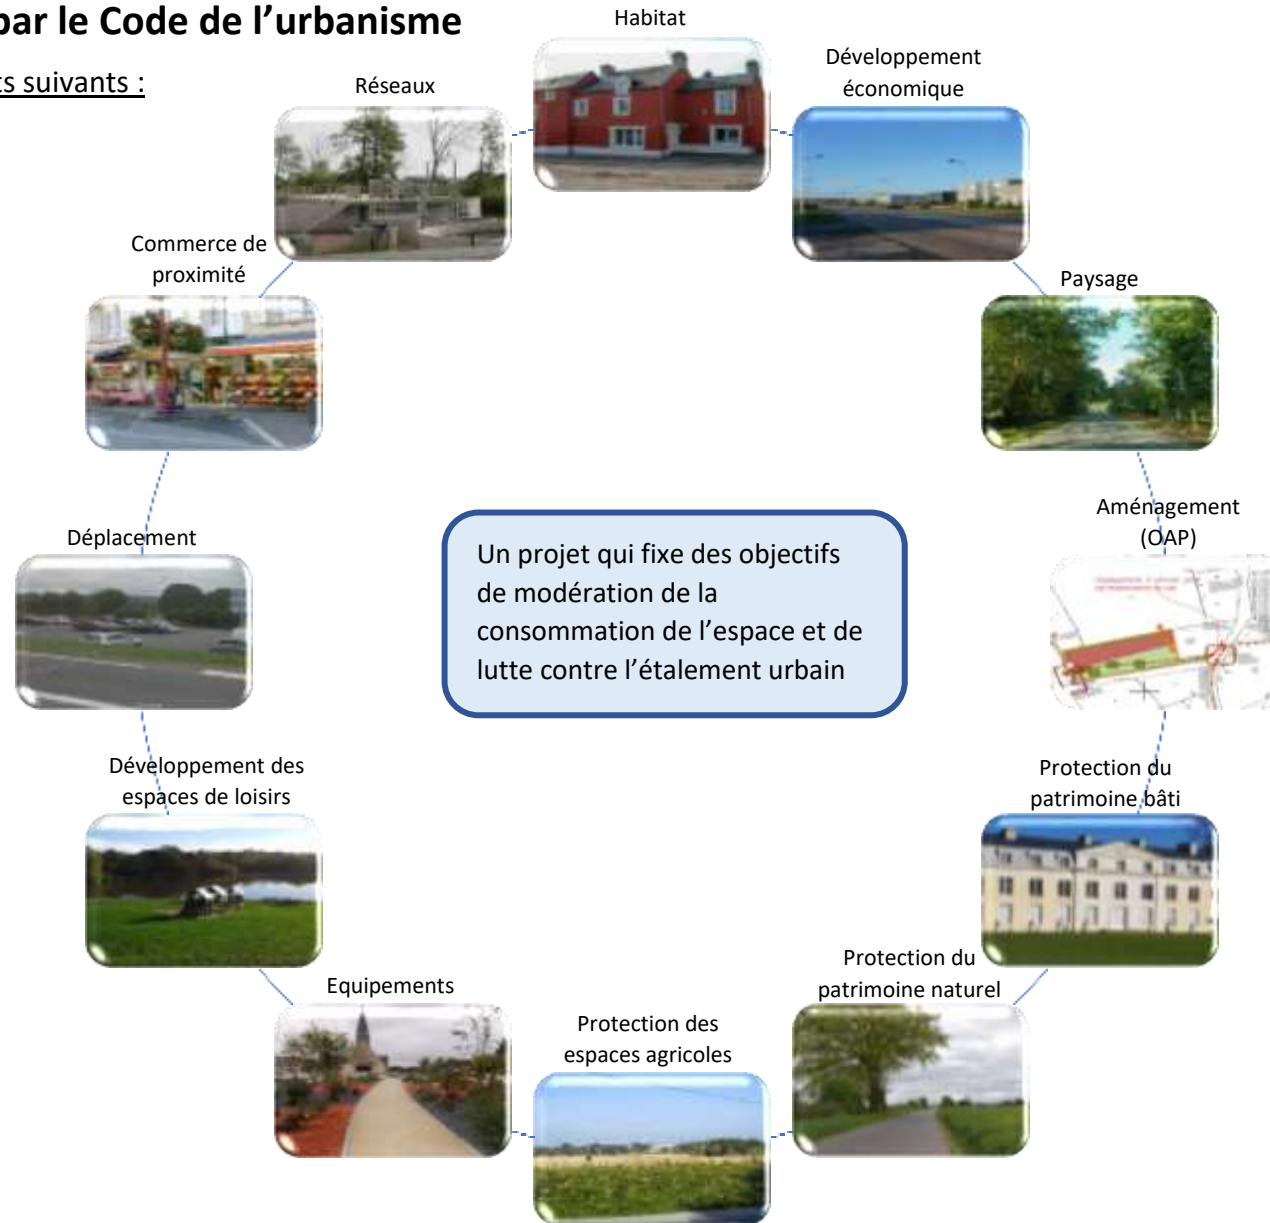 par le Code de l’urbanisme
ts suivants :
Habitat
Développement
économique
Réseaux
Commerce de
proximité
Paysage
Aménagement
(OAP)
Déplacement
Un projet qui fixe des objectifs
de modération de la
consommation de l’espace et de
lutte contre l’étalement urbain
Développement des
espaces de loisirs
Protection du
patrimoine bâti
Protection du
patrimoine naturel
Equipements
Protection des
espaces agricoles